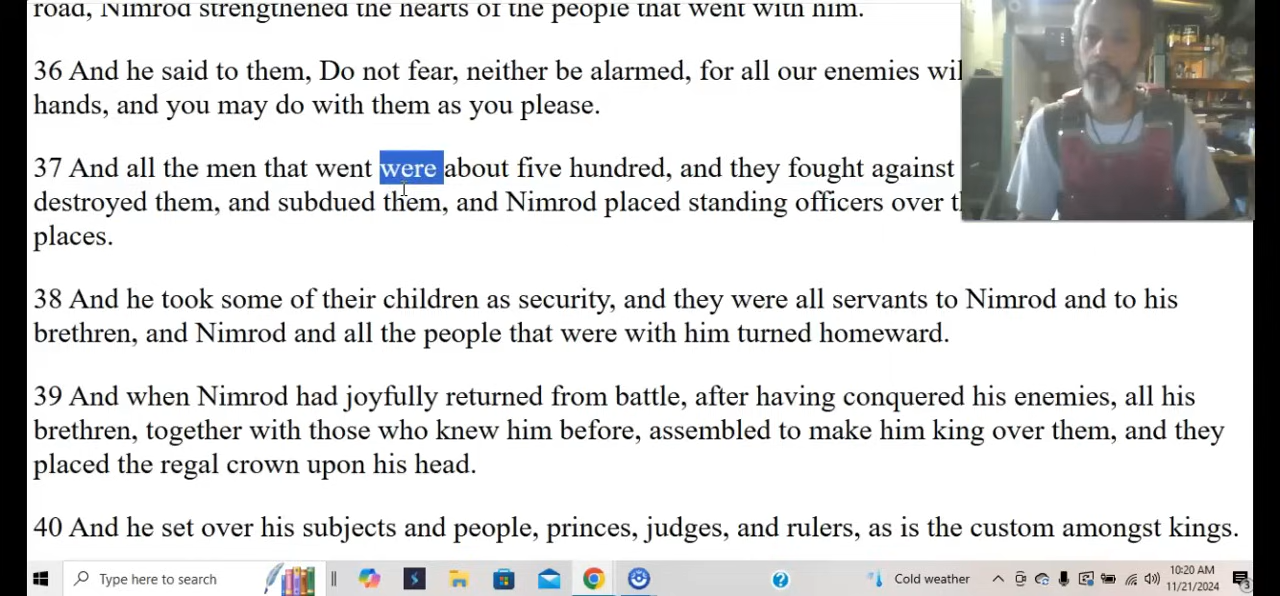 road, Nimrod strengthened the hearts of the people that went with him.
36 And he said to them, Do not fear, neither be alarmed, for all our enemies wil
hands, and you may do with them as you please.
37 And all the men that went were about five hundred, and they fought against
destroyed them, and subdued them, and Nimrod placed standing officers over t
places.
38 And he took some of their children as security, and they were all servants to Nimrod and to his
brethren, and Nimrod and all the people that were with him turned homeward.
39 And when Nimrod had joyfully returned from battle, after having conquered his enemies, all his
brethren, together with those who knew him before, assembled to make him king over them, and they
placed the regal crown upon his head.
40 And he set over his subjects and people, princes, judges, and rulers, as is the custom amongst kings.
Type here to search
Cold weather
10:20 AM
11/21/2024
3